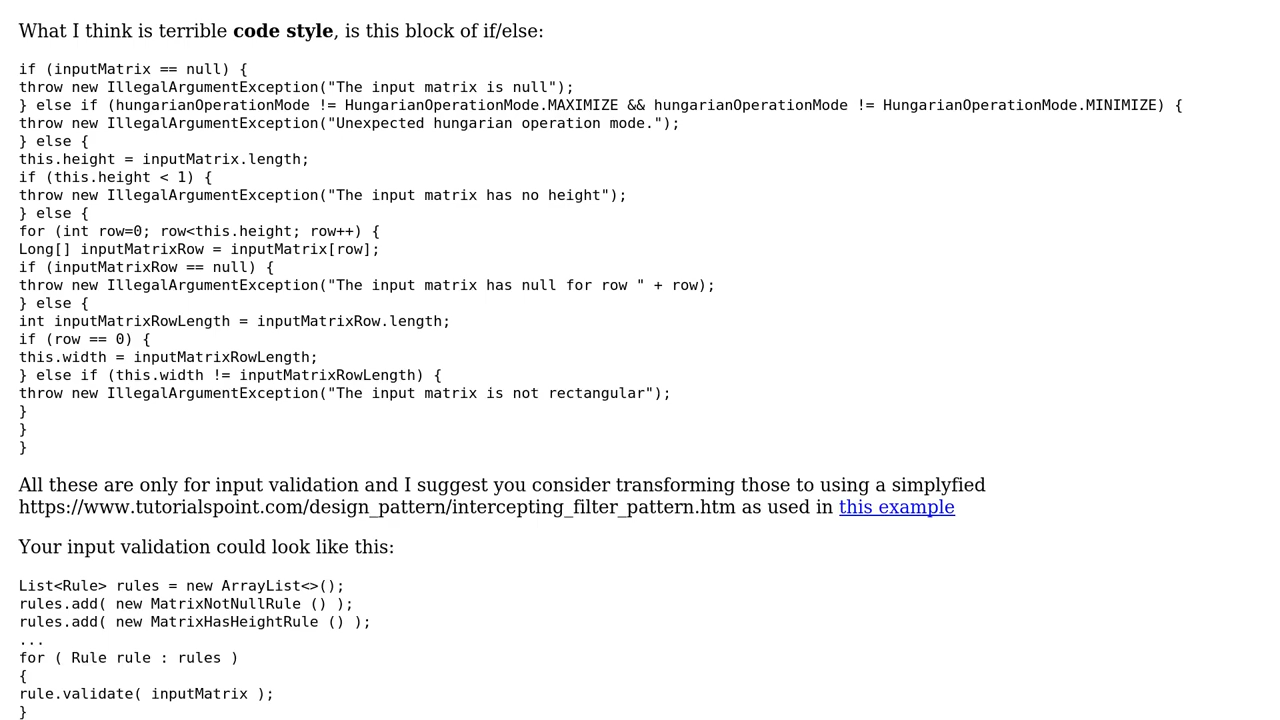 What I think is terrible code style, is this block of if/else:
if (inputMatrix == null) {
throw new IllegalArgumentException("The input matrix is null");
} else if (hungarianOperationMode != HungarianOperationMode.MAXIMIZE && hungarianOperationMode != HungarianOperationMode.MINIMIZE) {
throw new IllegalArgumentException("Unexpected hungarian operation mode.");
} else {
this.height = inputMatrix.length;
if (this.height < 1) {
throw new IllegalArgumentException("The input matrix has no height");
} else {
for (int row=0; row<this.height; row++) {
Long[] inputMatrixRow = inputMatrix[row];
if (inputMatrixRow == null) {
throw new IllegalArgumentException("The input matrix has null for row " + row);
} else {
int inputMatrixRowLength = inputMatrixRow.length;
if (row == 0) {
this.width = inputMatrixRowLength;
} else if (this.width != inputMatrixRowLength) {
throw new IllegalArgumentException("The input matrix is not rectangular");
}
}
}
All these are only for input validation and I suggest you consider transforming those to using a simplyfied
https://www.tutorialspoint.com/design_pattern/intercepting_filter_pattern.htm as used in this example
Your input validation could look like this:
List<Rule> rules = new ArrayList<>();
rules.add( new MatrixNotNullRule () );
rules.add( new MatrixHasHeightRule () );
...
for ( Rule rule : rules )
{
rule.validate( inputMatrix );
}